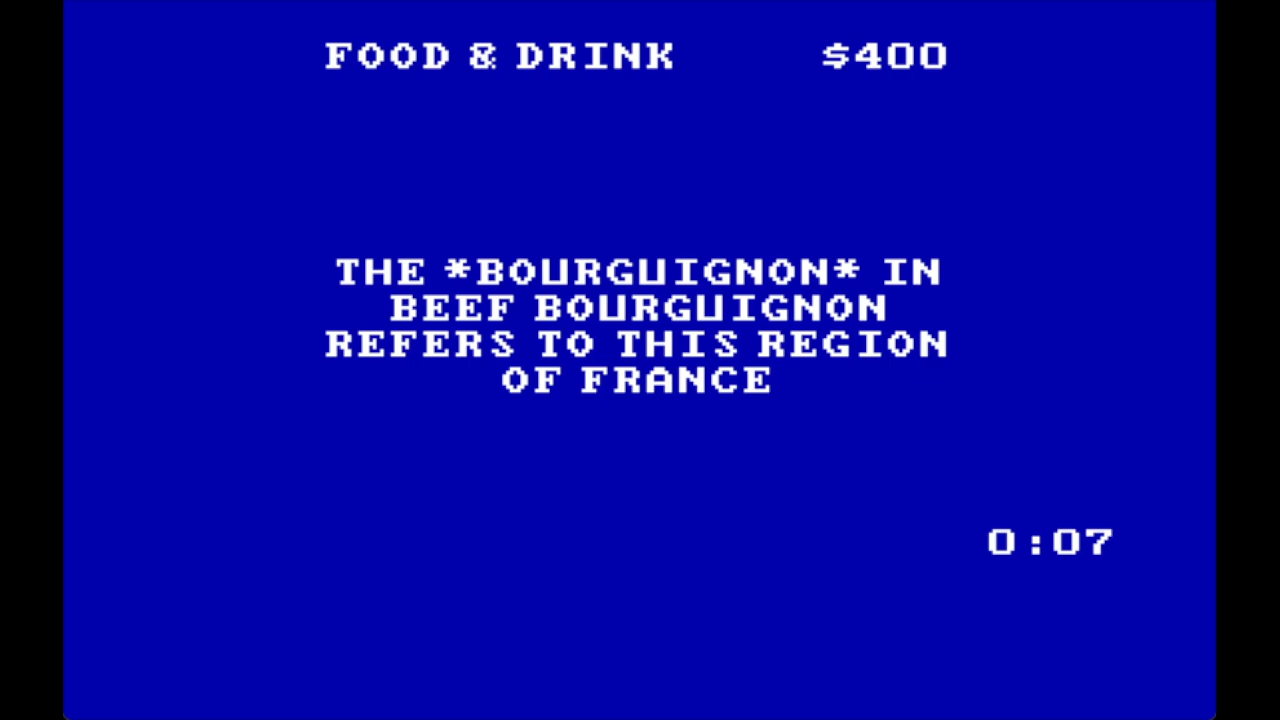 FOOD & DRINK $400
THE *BOURGUIGNON* IN
BEEF BOURGUIGNON
REFERS TO THIS REGION
OF FRANCE
0:07